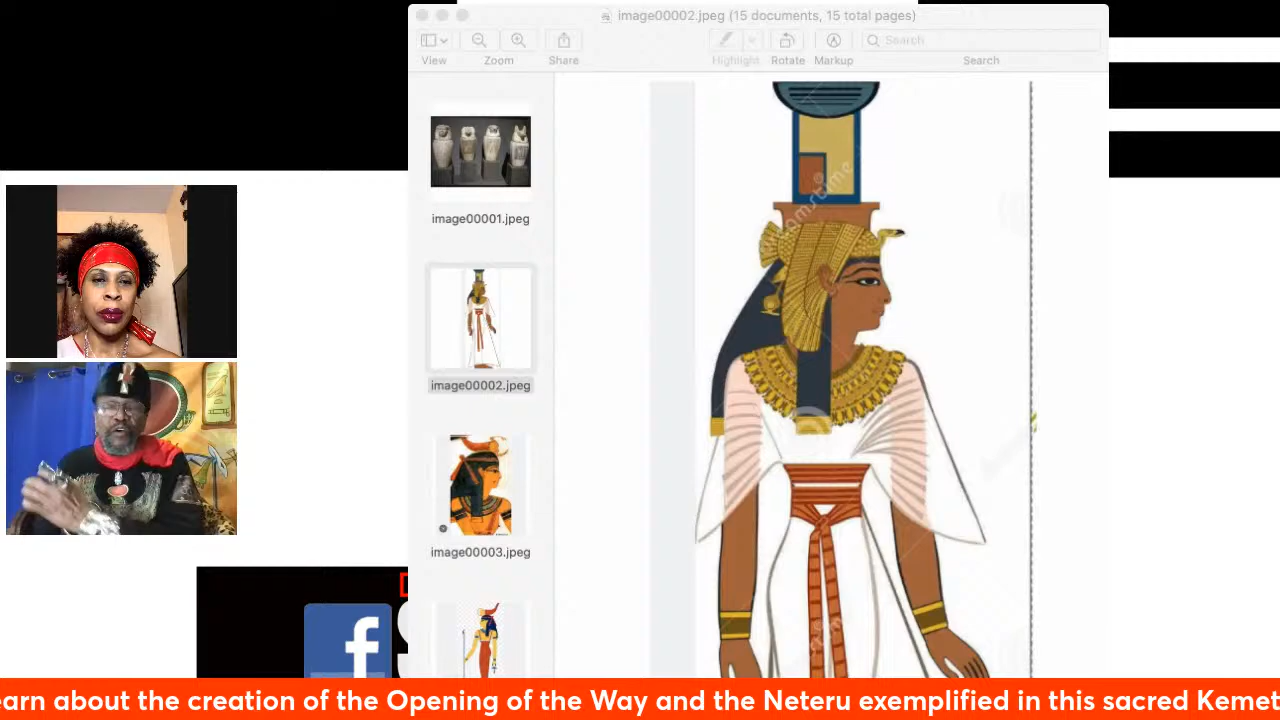 image00002.jpeg (15 documents, 15 total pages)
Search
View
Zoom
Share
Highlight
Rotate
Markup
Search
image00001.jpeg
image00002.jpeg
image00003.jpeg
f
earn about the creation of the Opening of the Way and the Neteru exemplified in this sacred Kemet